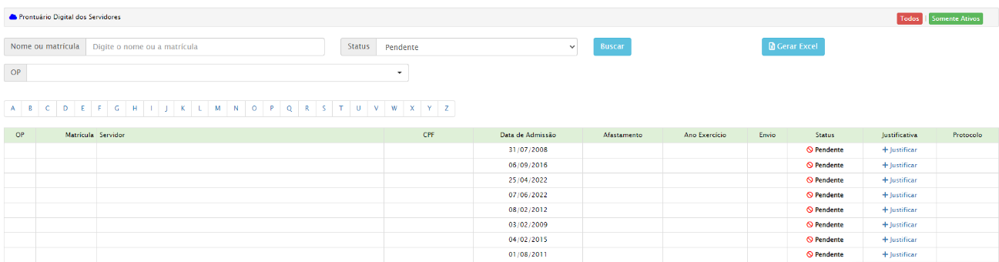 Prontuário Digital dos Servidores Todos | Somente Ativos
Nome ou matrícula Digite o nome ou a matrícula Status Pendente Buscar Gerar Excel
OP
A B C D E F G H I J K L M N O P Q R S T U V W X Y Z
OP Matrícula Servidor CPF Data de Admissão Afastamento Ano Exercício Envio Status Justificativa Protocolo
31/07/2008 Pendente + Justificar
06/09/2016 Pendente + Justificar
25/04/2022 Pendente + Justificar
07/06/2022 Pendente + Justificar
08/02/2012 Pendente + Justificar
03/02/2009 Pendente + Justificar
04/02/2015 Pendente + Justificar
01/08/2011 Pendente + Justificar